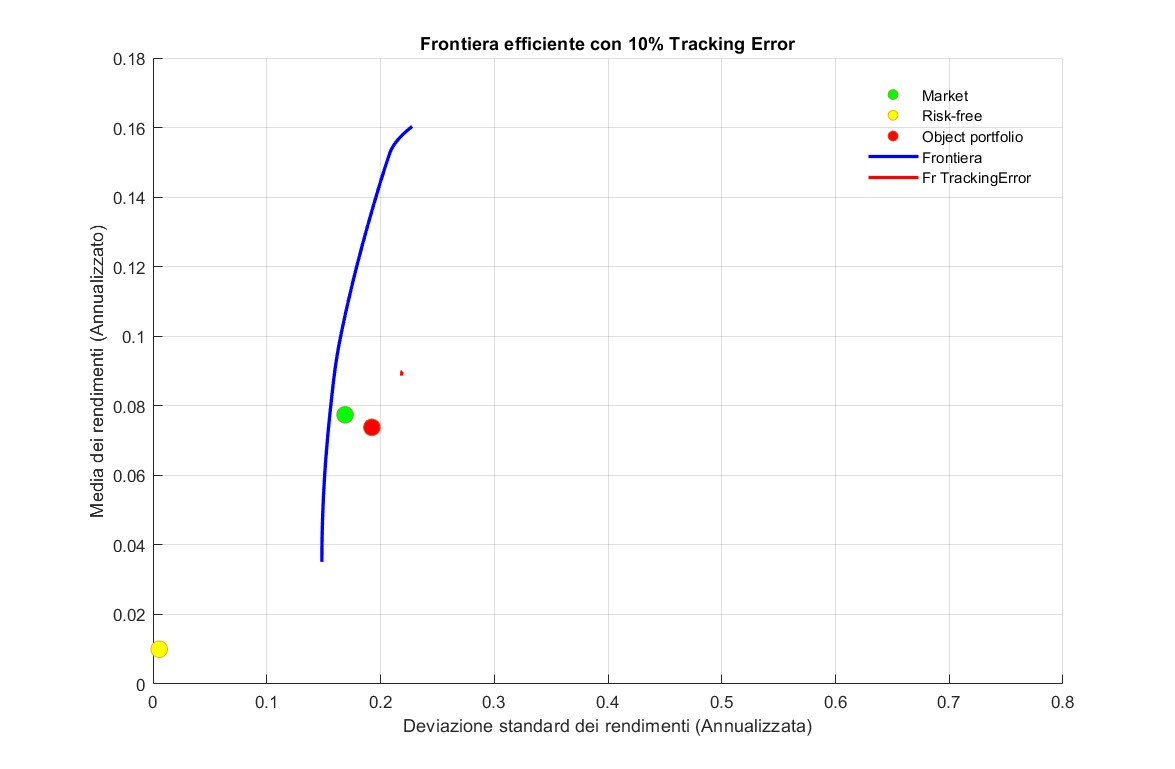 Frontiera efficiente con 10% Tracking Error
0.18
0.16
0.14
0.12
0.1
0.08
0.06
0.04
0.02
0
Media dei rendimenti (Annualizzato)
Market
Risk-free
Object portfolio
Frontiera
Fr TrackingError
0 0.1 0.2 0.3 0.4 0.5 0.6 0.7 0.8
Deviazione standard dei rendimenti (Annualizzata)